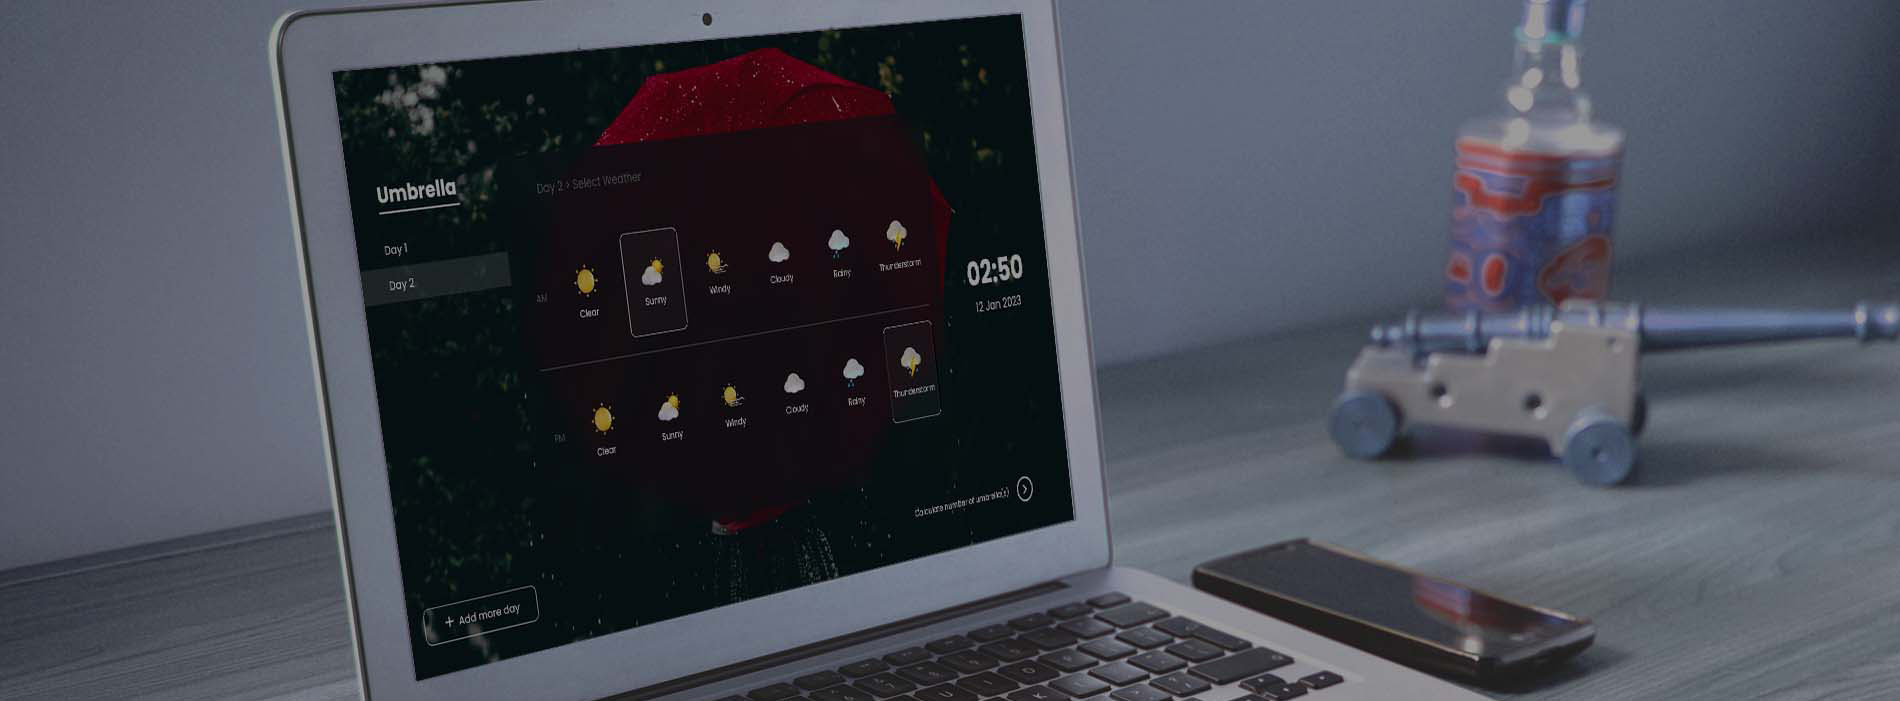 Umbrella
Day 1
Day 2
Day 2 > Select Weather
AM
Clear
Sunny
Windy
Cloudy
Rainy
Thunderstorm
PM
Clear
Sunny
Windy
Cloudy
Rainy
Thunderstorm
02:50
12 Jan 2023
Calculate number of umbrella(s)
+ Add more day